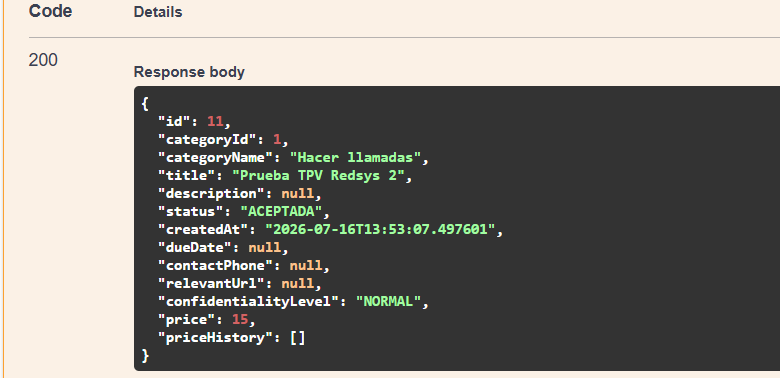 Code Details
200
Response body
{
  "id": 11,
  "categoryId": 1,
  "categoryName": "Hacer llamadas",
  "title": "Prueba TPV Redsys 2",
  "description": null,
  "status": "ACEPTADA",
  "createdAt": "2026-07-16T13:53:07.497601",
  "dueDate": null,
  "contactPhone": null,
  "relevantUrl": null,
  "confidentialityLevel": "NORMAL",
  "price": 15,
  "priceHistory": []
}